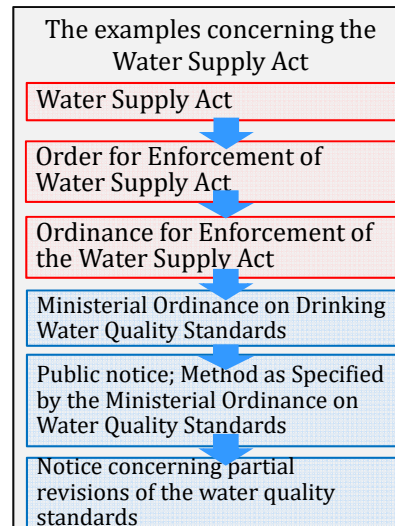 The examples concerning the
Water Supply Act
Water Supply Act
Order for Enforcement of
Water Supply Act
Ordinance for Enforcement of
the Water Supply Act
Ministerial Ordinance on Drinking
Water Quality Standards
Public notice; Method as Specified
by the Ministerial Ordinance on
Water Quality Standards
Notice concerning partial
revisions of the water quality
standards